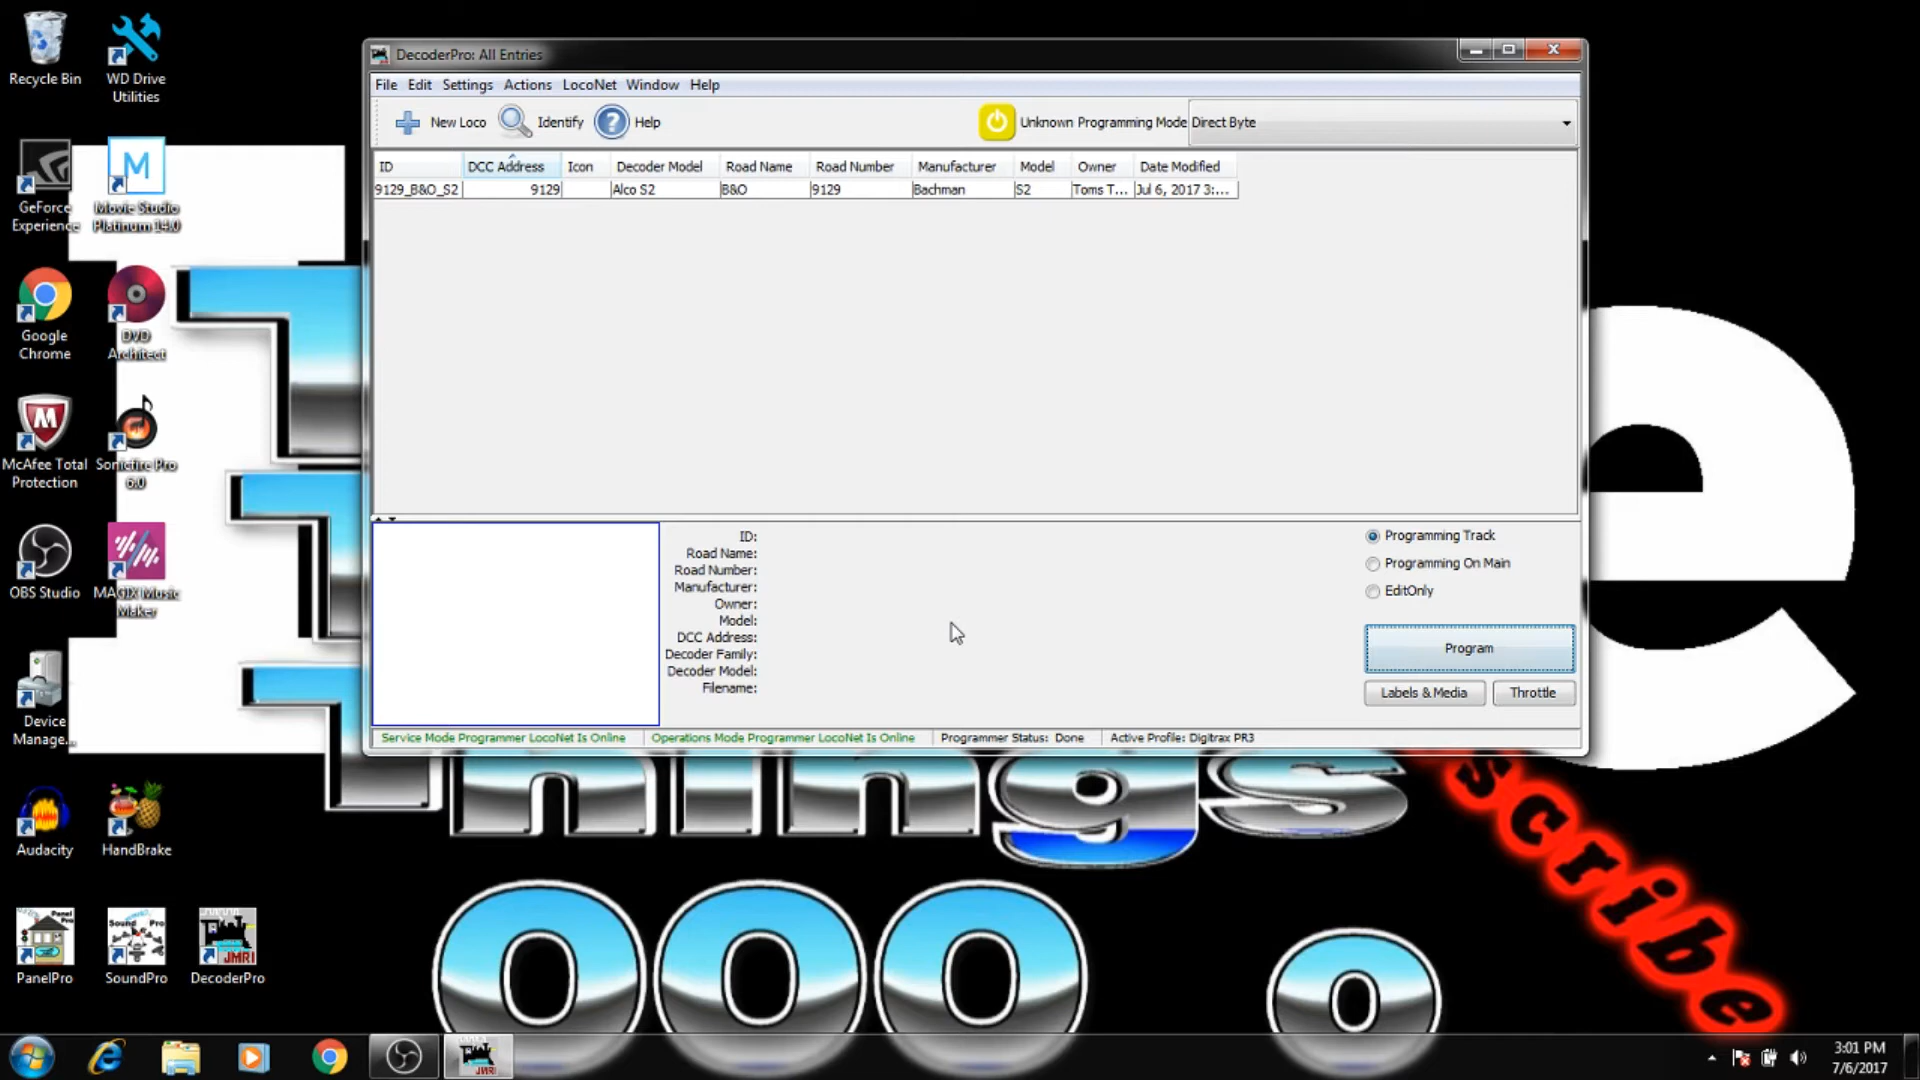 Recycle Bin
WD Drive Utilities
GeForce Experience
Movie Studio Platinum 14.0
Google Chrome
DVD Architect
McAfee Total Protection
Sonicfire Pro 6.0
OBS Studio
MAGIX Music Maker
Device Manage...
Audacity
HandBrake
PanelPro
SoundPro
DecoderPro
DecoderPro: All Entries
File Edit Settings Actions LocoNet Window Help
New Loco Identify Help Unknown Programming Mode Direct Byte
ID DCC Address Icon Decoder Model Road Name Road Number Manufacturer Model Owner Date Modified
9129_B&O_S2 9129 Alco S2 B&O 9129 Bachman S2 Toms T... Jul 6, 2017 3:...
ID:
Road Name:
Road Number:
Manufacturer:
Owner:
Model:
DCC Address:
Decoder Family:
Decoder Model:
Filename:
Programming Track
Programming On Main
EditOnly
Program
Labels & Media Throttle
Service Mode Programmer LocoNet Is Online Operations Mode Programmer LocoNet Is Online Programmer Status: Done Active Profile: Digitrax PR3
e
scribe
3:01 PM
7/6/2017